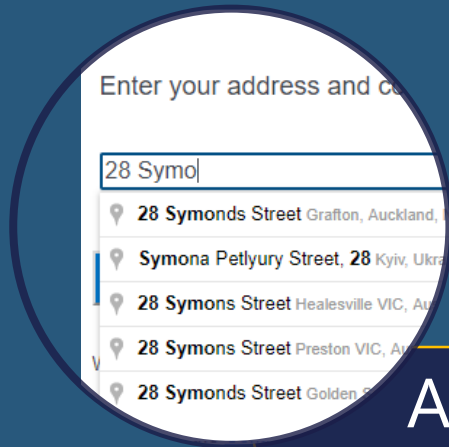 Enter your address and co
28 Symo
28 Symonds Street Grafton, Auckland,
Symona Petlyury Street, 28 Kyiv, Ukra
28 Symons Street Healesville VIC, Au
28 Symons Street Preston VIC, Au
28 Symonds Street Golden S
A